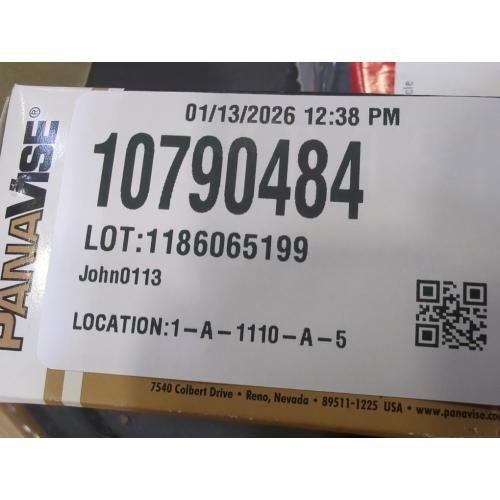 01/13/2026 12:38 PM
10790484
LOT:1186065199
John0113
LOCATION:1-A-1110-A-5
PANAVISE®
7540 Colbert Drive • Reno, Nevada • 89511-1225 USA • www.panavise
cle